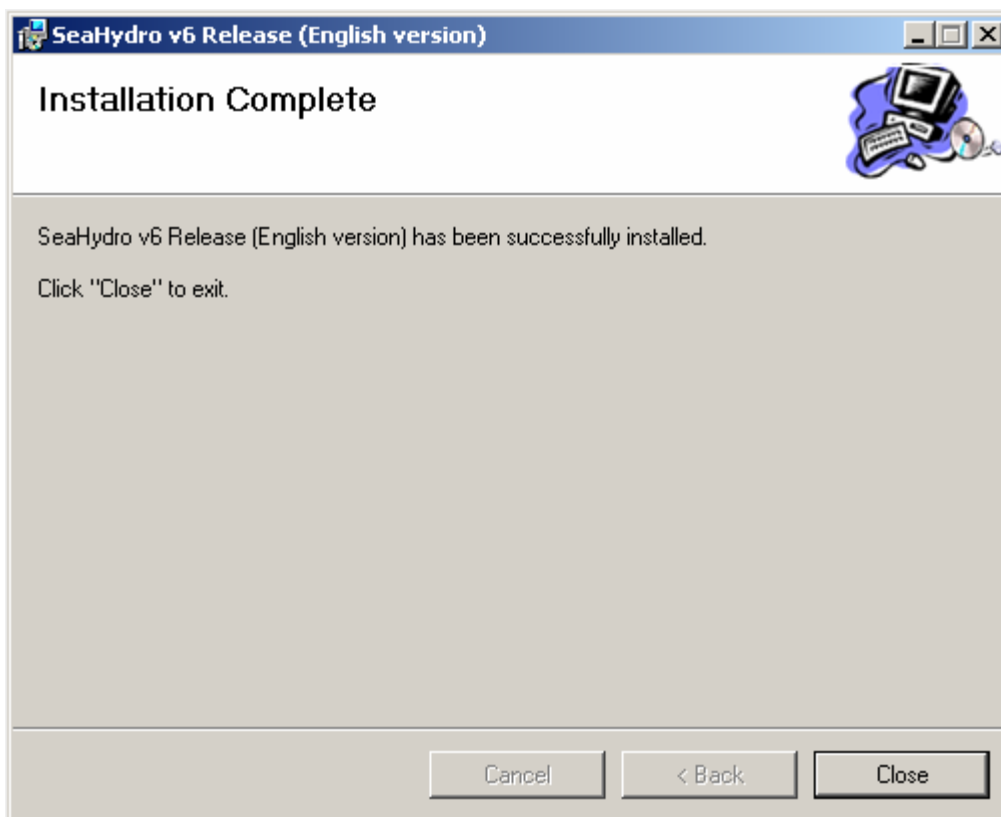 SeaHydro v6 Release (English version)
Installation Complete
SeaHydro v6 Release (English version) has been successfully installed.
Click "Close" to exit.
Cancel
< Back
Close